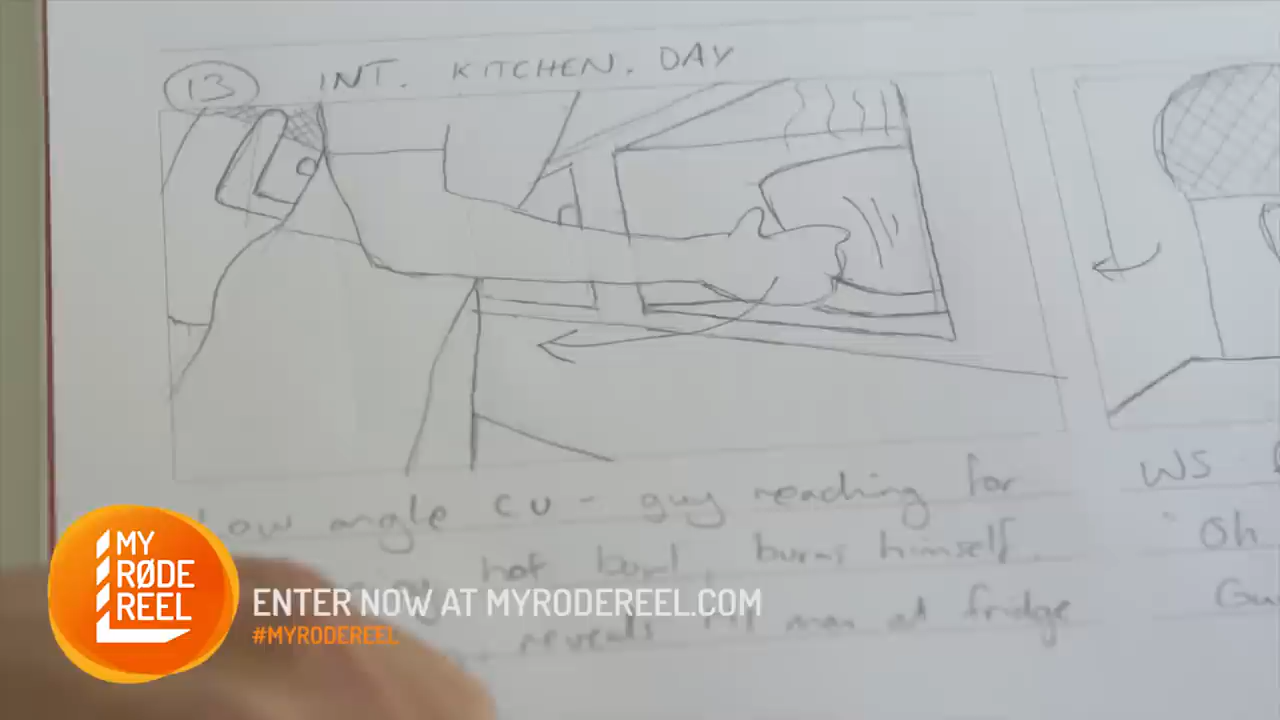 13 INT. KITCHEN. DAY
Low angle CU - guy reaching for
hot bowl, burns himself.
reveals man at fridge
WS
"Oh
Gu
MY
RØDE
REEL
ENTER NOW AT MYRODEREEL.COM
#MYRODEREEL